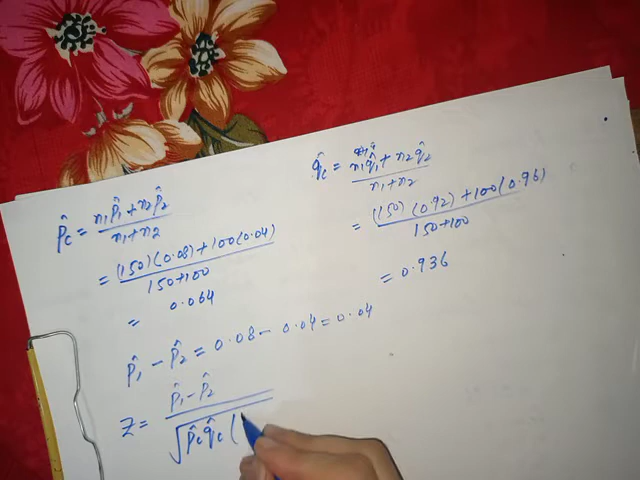 p̂c = (n1p̂1 + n2p̂2) / (n1+n2)
= ((150)(0.08) + 100(0.04)) / (150+100)
= 0.064
q̂c = (n1q̂1 + n2q̂2) / (n1+n2)
= ((150)(0.92) + 100(0.96)) / (150+100)
= 0.936
p̂1 − p̂2 = 0.08 − 0.04 = 0.04
Z = (p̂1 − p̂2) / √p̂c q̂c (